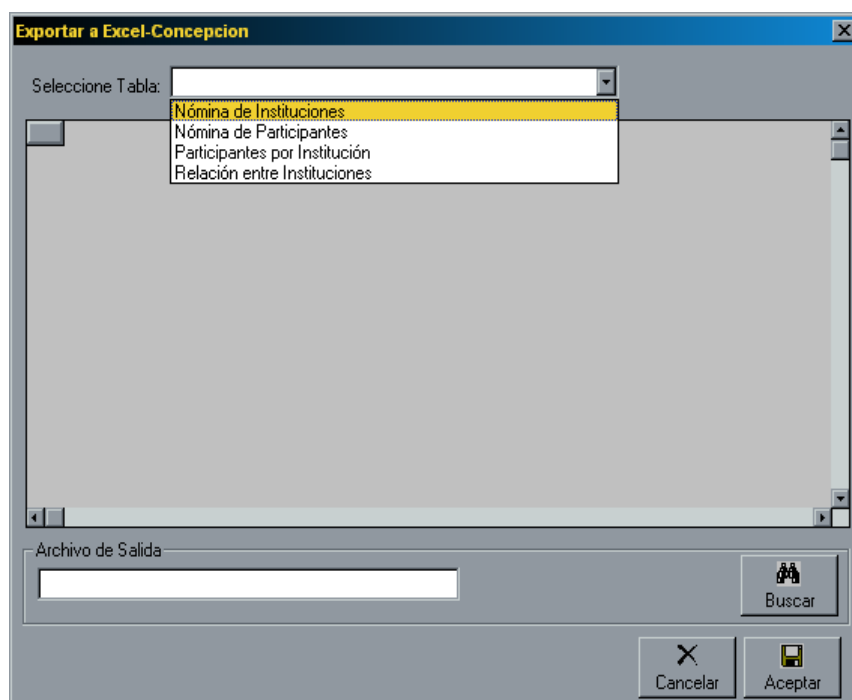 Exportar a Excel-Concepcion
Seleccione Tabla:
Nómina de Instituciones
Nómina de Participantes
Participantes por Institución
Relación entre Instituciones
Archivo de Salida
Buscar
Cancelar
Aceptar